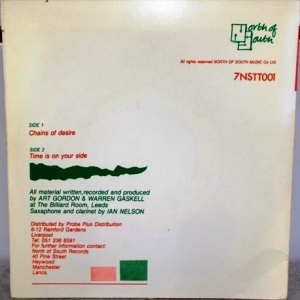 North of South
All rights reserved NORTH OF SOUTH MUSIC Co Ltd
7NSTT001
SIDE 1
Chains of desire
SIDE 2
Time is on your side
All material written,recorded and produced
by ART GORDON & WARREN GASKELL
at The Billiard Room, Leeds
Saxaphone and clarinet by IAN NELSON
Distributed by Probe Plus Distribution
8-12 Rainford Gardens
Liverpool
Tel: 051 236 6591
For further information contact:
North of South Records
40 Pine Street
Heywood
Manchester
Lancs.